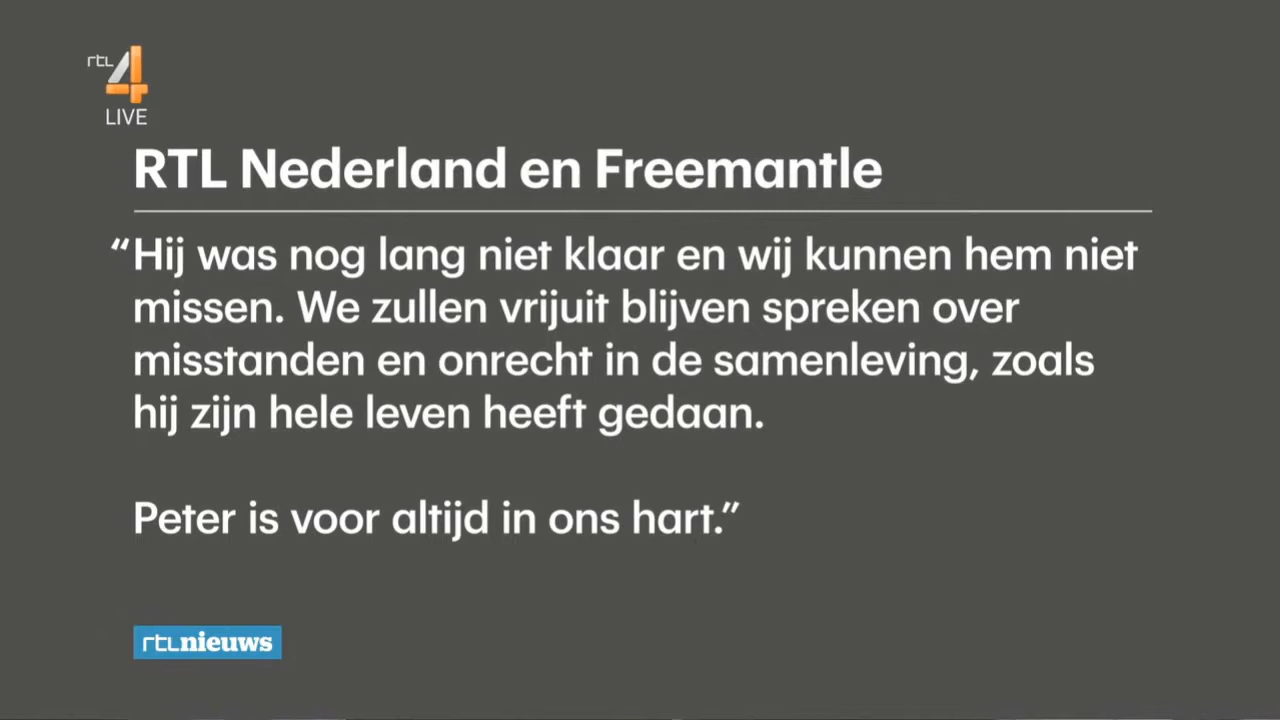 rtl 4
LIVE
RTL Nederland en Freemantle
“Hij was nog lang niet klaar en wij kunnen hem niet
missen. We zullen vrijuit blijven spreken over
misstanden en onrecht in de samenleving, zoals
hij zijn hele leven heeft gedaan.
Peter is voor altijd in ons hart.”
rtlnieuws